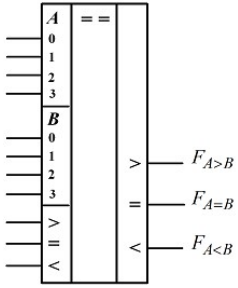 A ==
0
1
2
3
B
0
1
2
3
> F_{A>B}
= F_{A=B}
< F_{A<B}
>
=
<